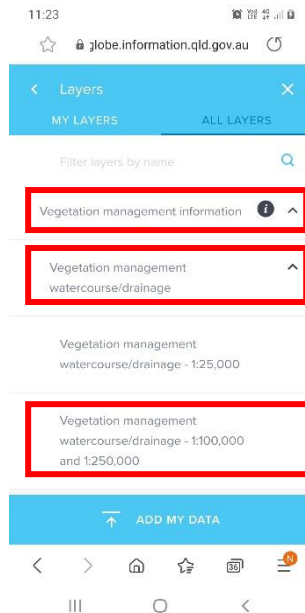 11:23
globe.information.qld.gov.au
Layers
MY LAYERS
ALL LAYERS
Filter layers by name
Vegetation management information
Vegetation management
watercourse/drainage
Vegetation management
watercourse/drainage - 1:25,000
Vegetation management
watercourse/drainage - 1:100,000
and 1:250,000
ADD MY DATA
36
N